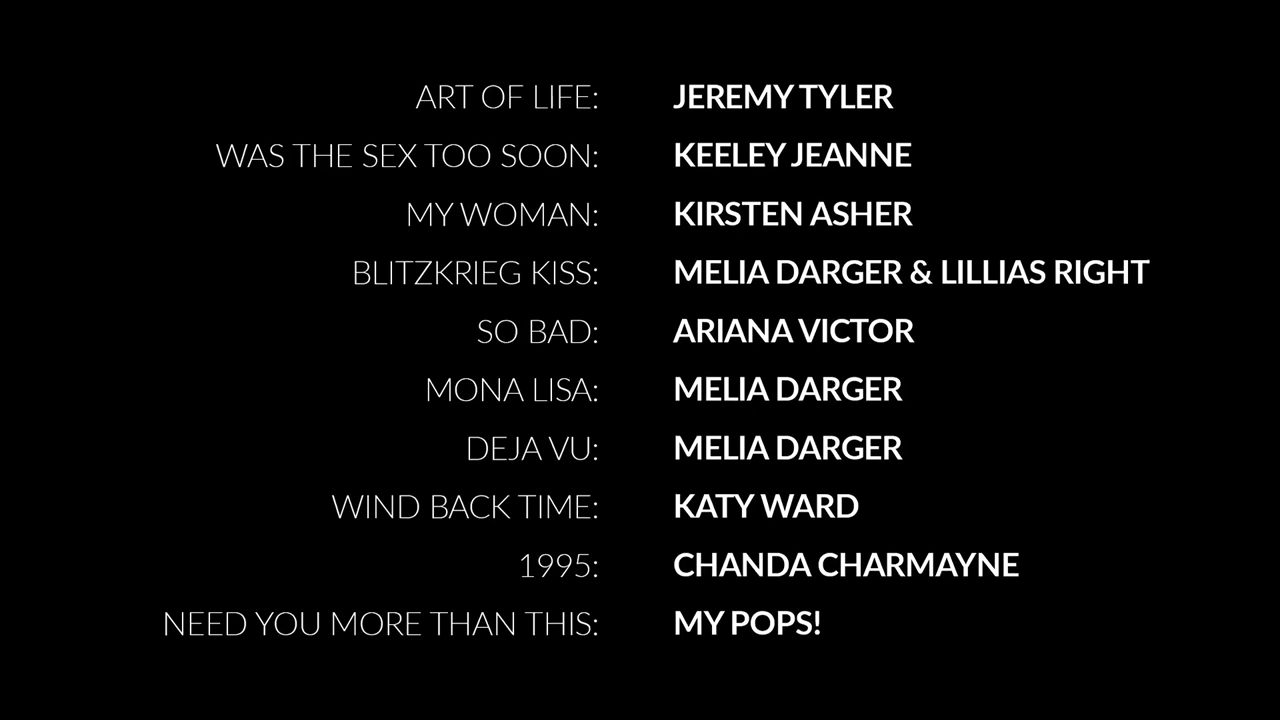 ART OF LIFE: JEREMY TYLER
WAS THE SEX TOO SOON: KEELEY JEANNE
MY WOMAN: KIRSTEN ASHER
BLITZKRIEG KISS: MELIA DARGER & LILLIAS RIGHT
SO BAD: ARIANA VICTOR
MONA LISA: MELIA DARGER
DEJA VU: MELIA DARGER
WIND BACK TIME: KATY WARD
1995: CHANDA CHARMAYNE
NEED YOU MORE THAN THIS: MY POPS!